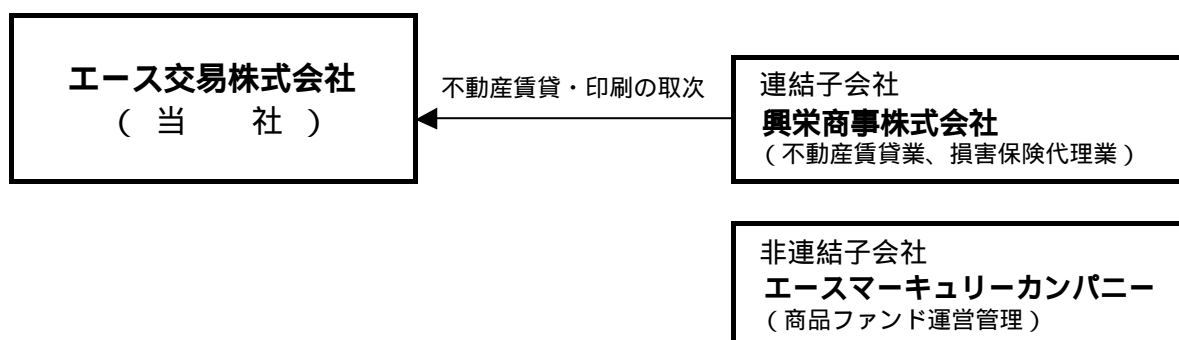 エース交易株式会社
(当 社)
不動産賃貸・印刷の取次
連結子会社
興栄商事株式会社
(不動産賃貸業、損害保険代理業)
非連結子会社
エースマーキュリーカンパニー
(商品ファンド運営管理)